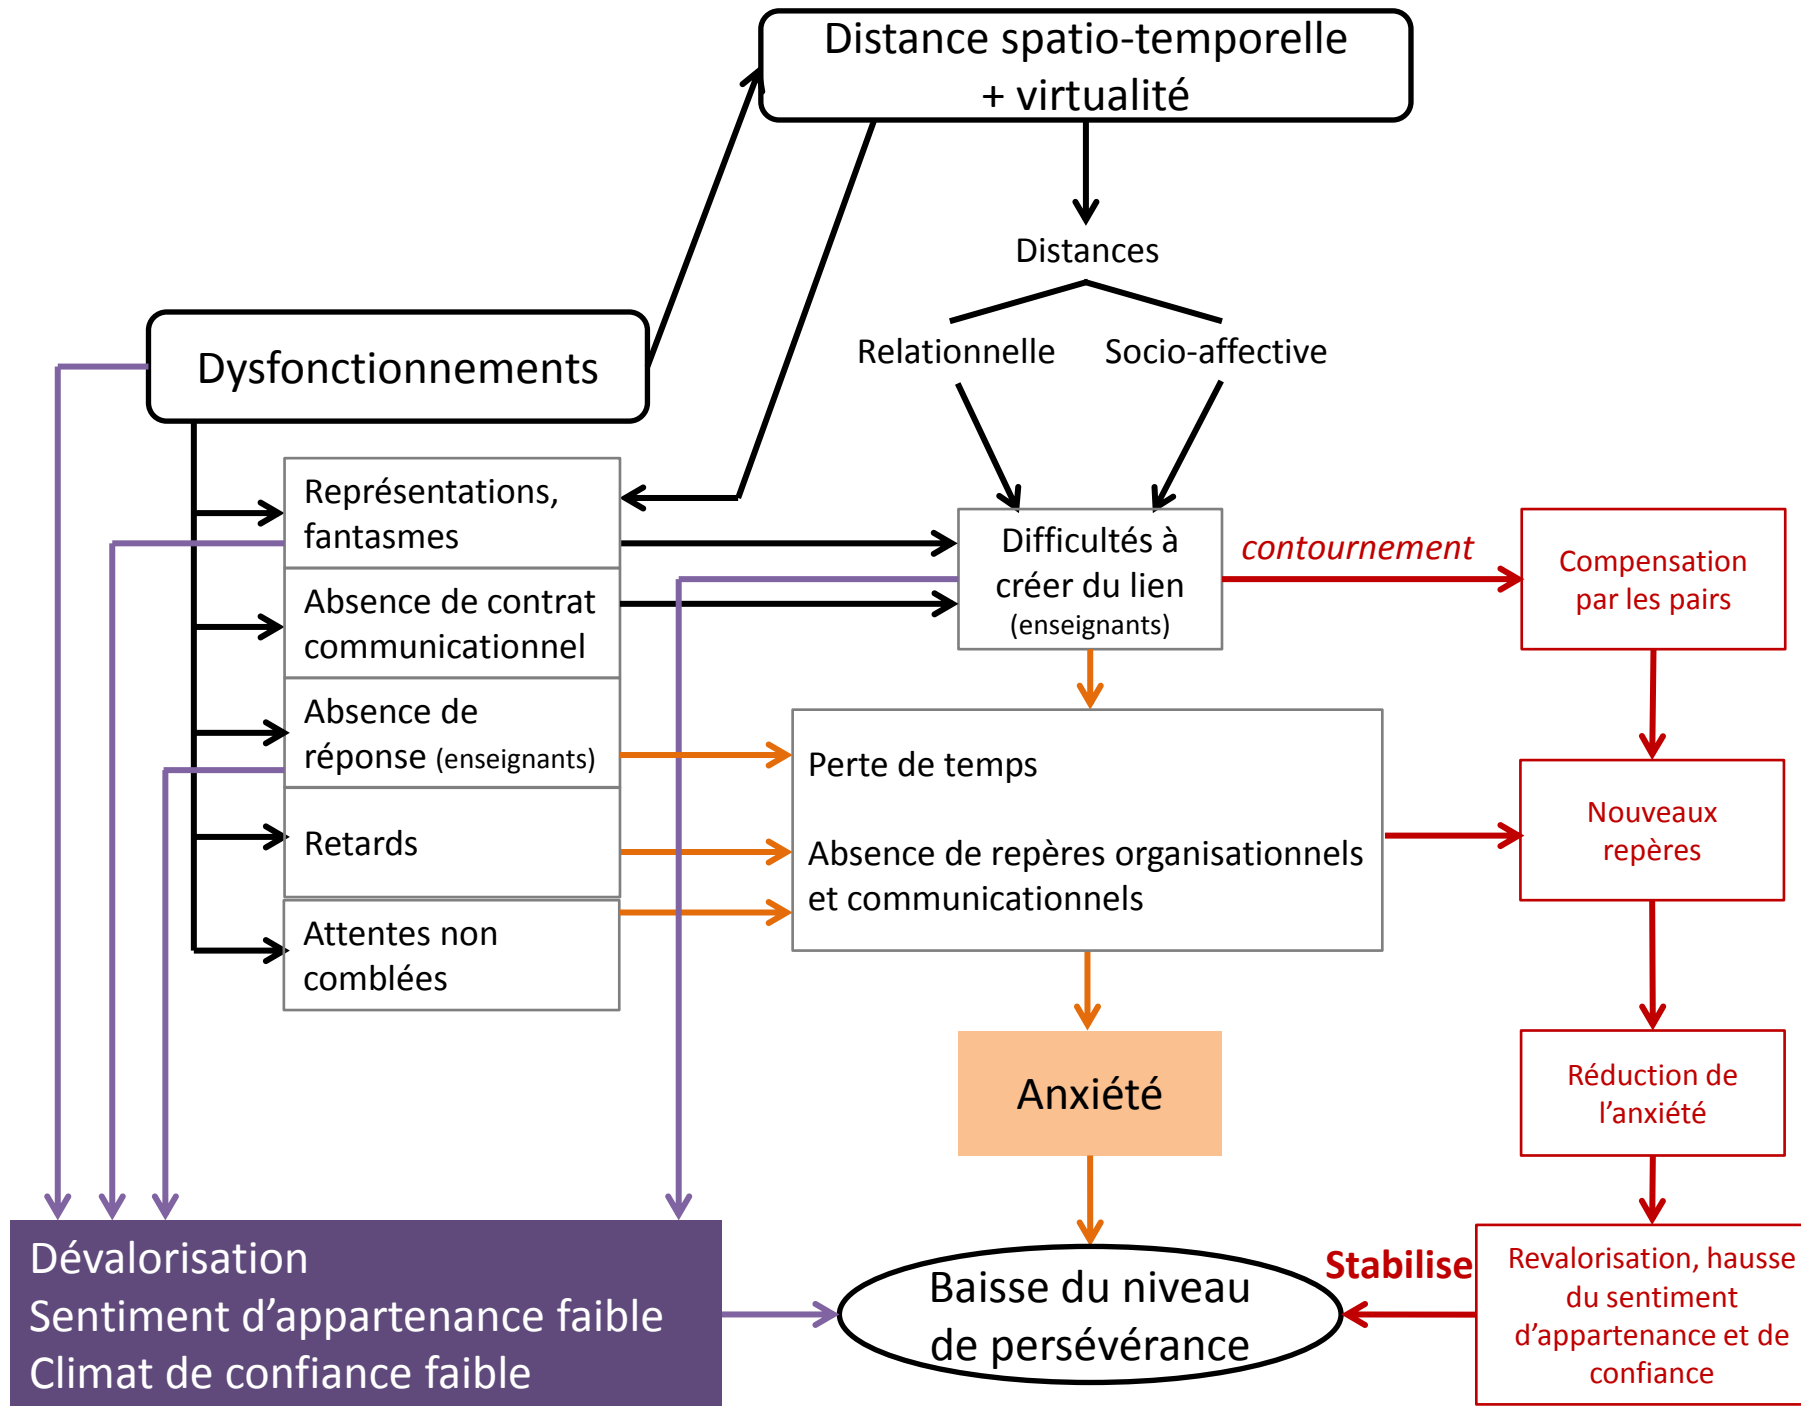 Distance spatio-temporelle
+ virtualité
Distances
Relationnelle
Socio-affective
Dysfonctionnements
Représentations,
fantasmes
Absence de contrat
communicationnel
Absence de
réponse (enseignants)
Retards
Attentes non
comblées
Difficultés à
créer du lien
(enseignants)
contournement
Compensation
par les pairs
Perte de temps
Absence de repères organisationnels
et communicationnels
Nouveaux
repères
Anxiété
Réduction de
l’anxiété
Dévalorisation
Sentiment d’appartenance faible
Climat de confiance faible
Baisse du niveau
de persévérance
Stabilise
Revalorisation, hausse
du sentiment
d’appartenance et de
confiance